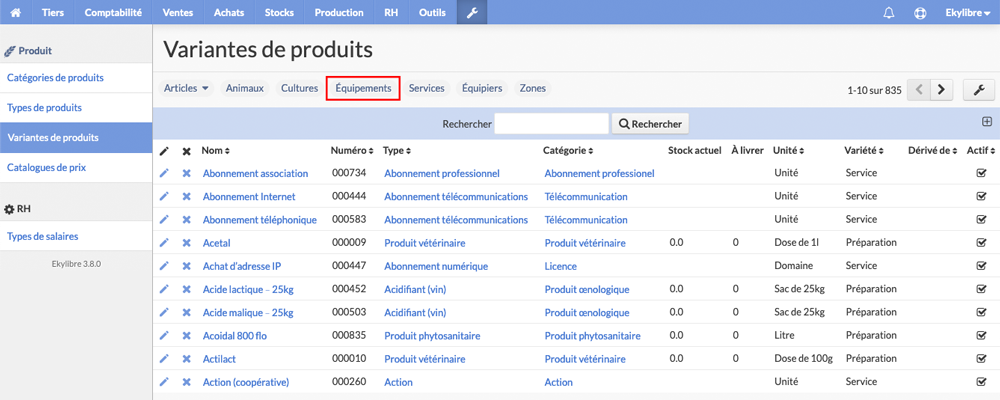 Tiers Comptabilité Ventes Achats Stocks Production RH Outils Ekylibre
Produit
Catégories de produits
Types de produits
Variantes de produits
Catalogues de prix
RH
Types de salaires
Ekylibre 3.8.0
Variantes de produits
Articles Animaux Cultures Équipements Services Équipiers Zones 1-10 sur 835
Rechercher Rechercher
Nom Numéro Type Catégorie Stock actuel À livrer Unité Variété Dérivé de Actif
Abonnement association 000734 Abonnement professionnel Abonnement professionel Unité Service
Abonnement Internet 000444 Abonnement télécommunications Télécommunication Unité Service
Abonnement téléphonique 000583 Abonnement télécommunications Télécommunication Unité Service
Acetal 000009 Produit vétérinaire Produit vétérinaire 0.0 0 Dose de 1l Préparation
Achat d'adresse IP 000447 Abonnement numérique Licence Domaine Service
Acide lactique - 25kg 000452 Acidifiant (vin) Produit œnologique 0.0 0 Sac de 25kg Préparation
Acide malique - 25kg 000503 Acidifiant (vin) Produit œnologique 0.0 0 Sac de 25kg Préparation
Acoidal 800 flo 000835 Produit phytosanitaire Produit phytosanitaire 0.0 0 Litre Préparation
Actilact 000010 Produit vétérinaire Produit vétérinaire 0.0 0 Dose de 100g Préparation
Action (coopérative) 000260 Action Action Unité Service